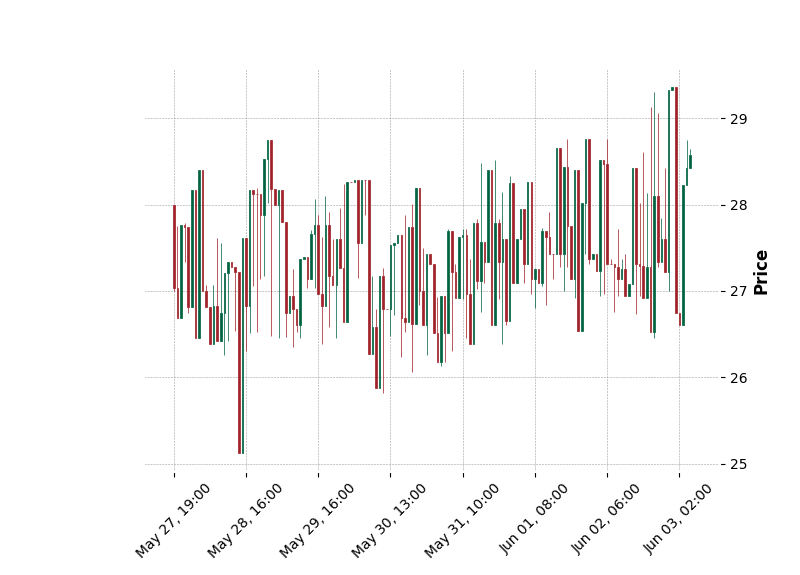 29
28
27
26
25
Price
May 27, 19:00
May 28, 16:00
May 29, 16:00
May 30, 13:00
May 31, 10:00
Jun 01, 08:00
Jun 02, 06:00
Jun 03, 02:00